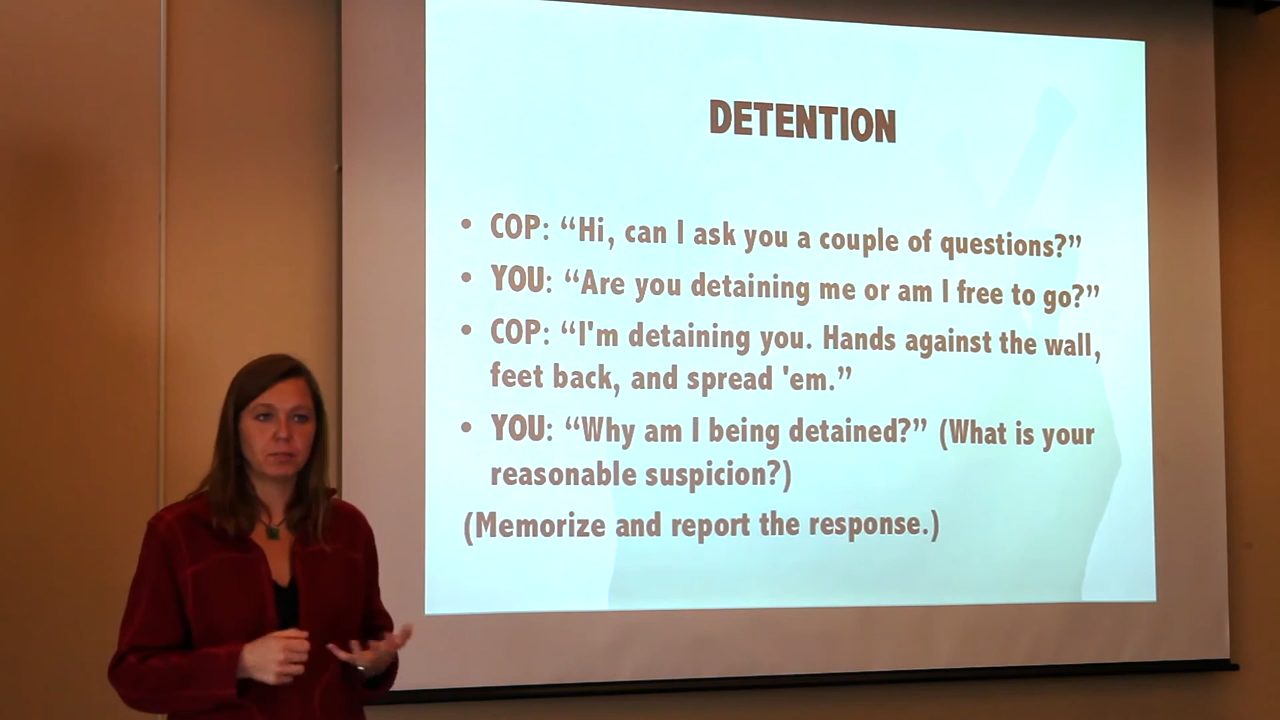 DETENTION
• COP: “Hi, can I ask you a couple of questions?”
• YOU: “Are you detaining me or am I free to go?”
• COP: “I'm detaining you. Hands against the wall,
feet back, and spread 'em.”
• YOU: “Why am I being detained?” (What is your
reasonable suspicion?)
(Memorize and report the response.)